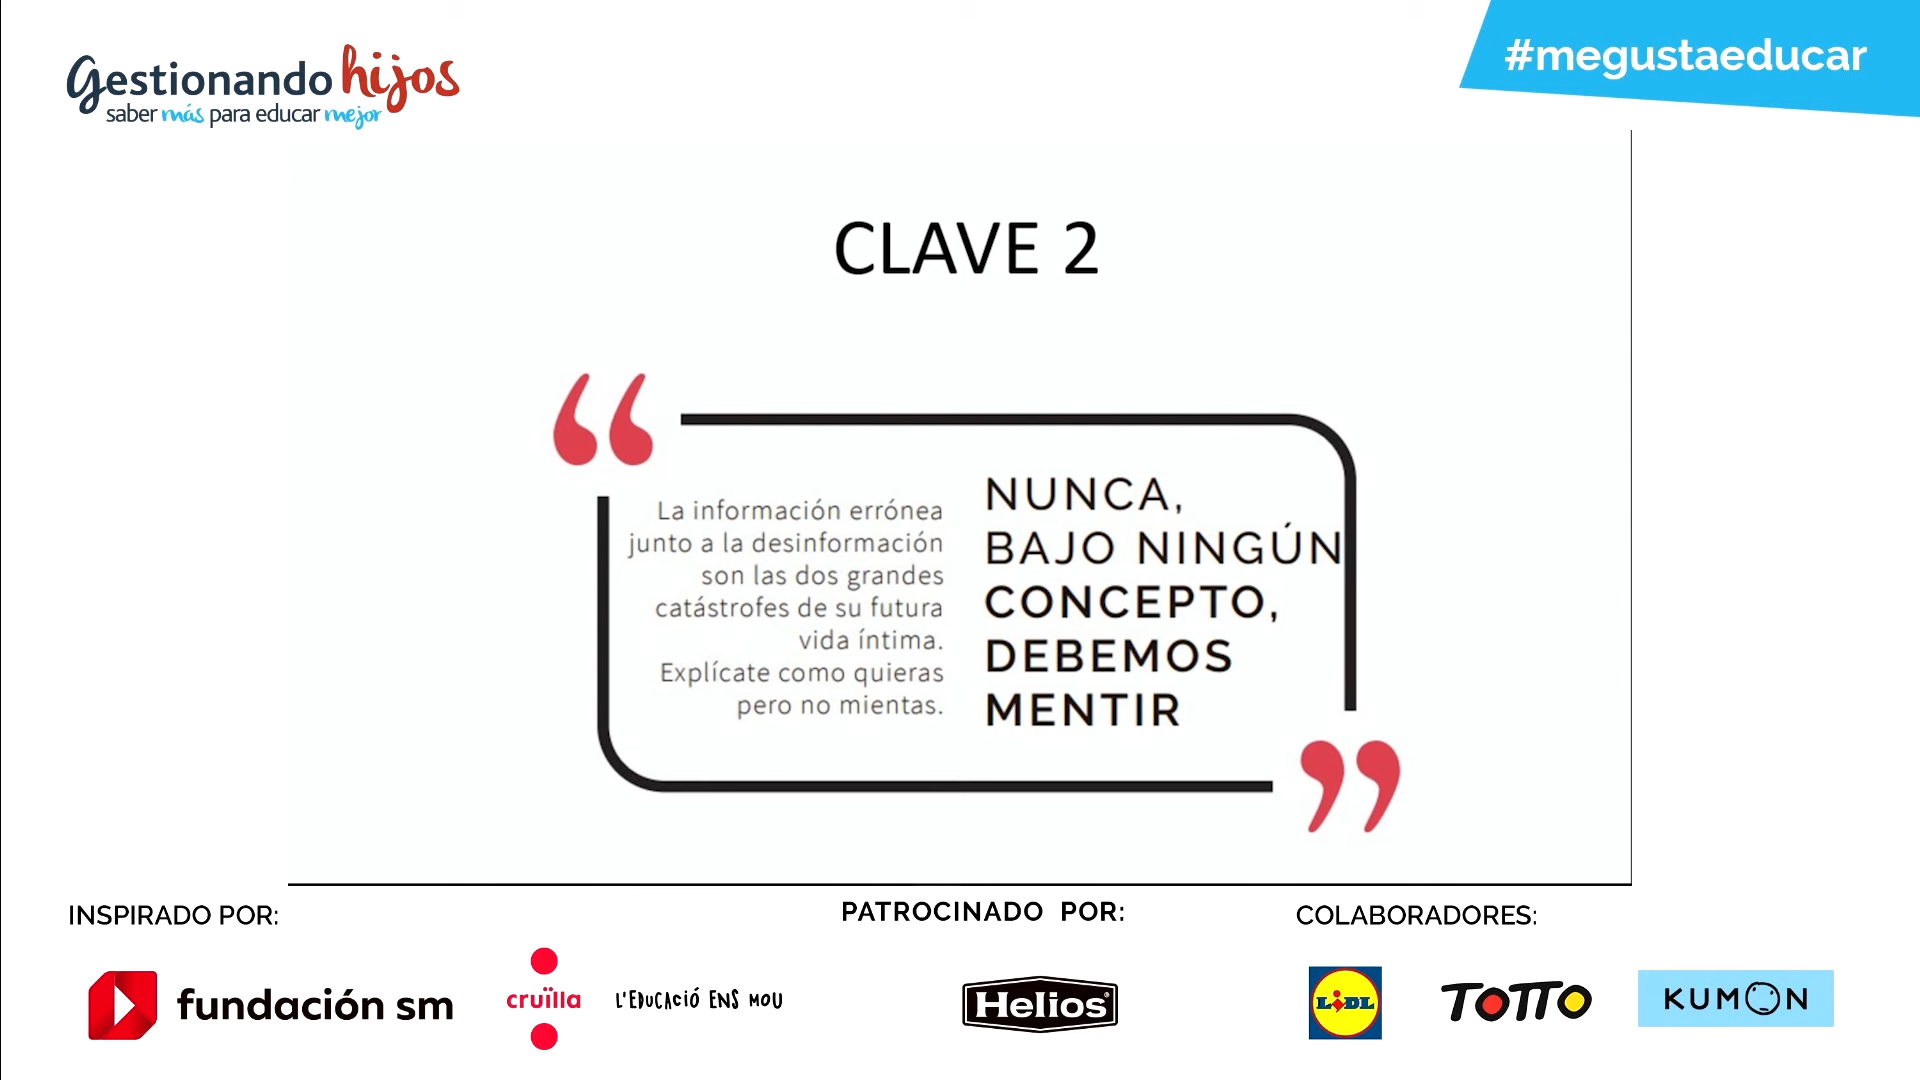 Gestionando hijos
saber más para educar mejor
#megustaeducar
CLAVE 2
“
La información errónea
junto a la desinformación
son las dos grandes
catástrofes de su futura
vida íntima.
Explícate como quieras
pero no mientas.
NUNCA,
BAJO NINGÚN
CONCEPTO,
DEBEMOS
MENTIR
”
INSPIRADO POR:
fundación sm
cruïlla
L'EDUCACIÓ ENS MOU
PATROCINADO POR:
Helios®
COLABORADORES:
LIDL
TOTTO
KUMON